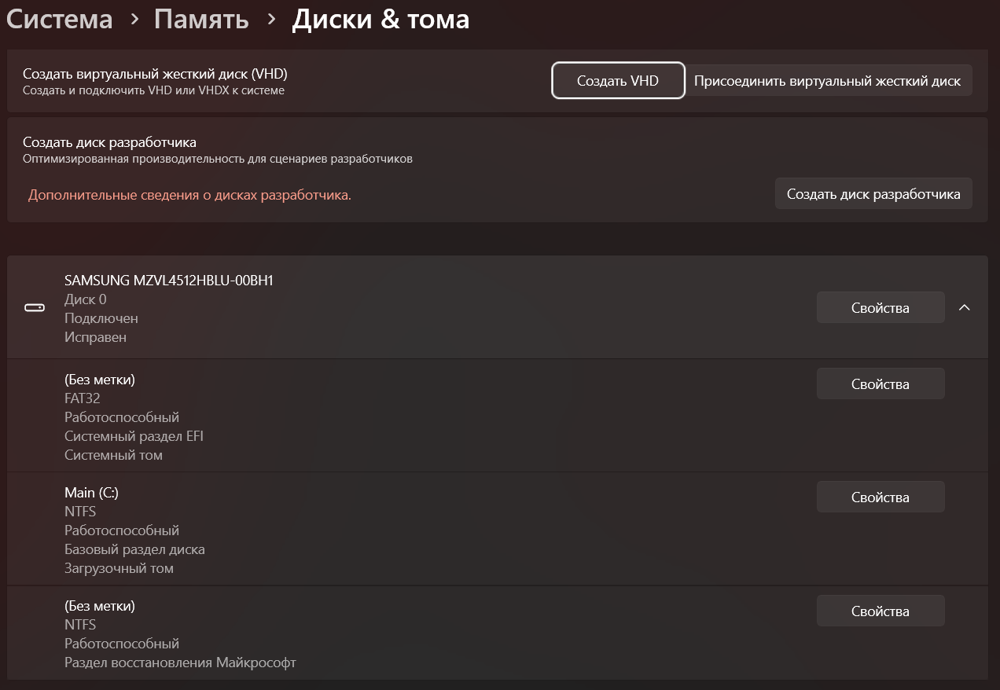 Система > Память > Диски & тома
Создать виртуальный жесткий диск (VHD)
Создать и подключить VHD или VHDX к системе
Создать VHD
Присоединить виртуальный жесткий диск
Создать диск разработчика
Оптимизированная производительность для сценариев разработчиков
Дополнительные сведения о дисках разработчика.
Создать диск разработчика
SAMSUNG MZVL4512HBLU-00BH1
Диск 0
Подключен
Исправен
Свойства
(Без метки)
FAT32
Работоспособный
Системный раздел EFI
Системный том
Свойства
Main (C:)
NTFS
Работоспособный
Базовый раздел диска
Загрузочный том
Свойства
(Без метки)
NTFS
Работоспособный
Раздел восстановления Майкрософт
Свойства